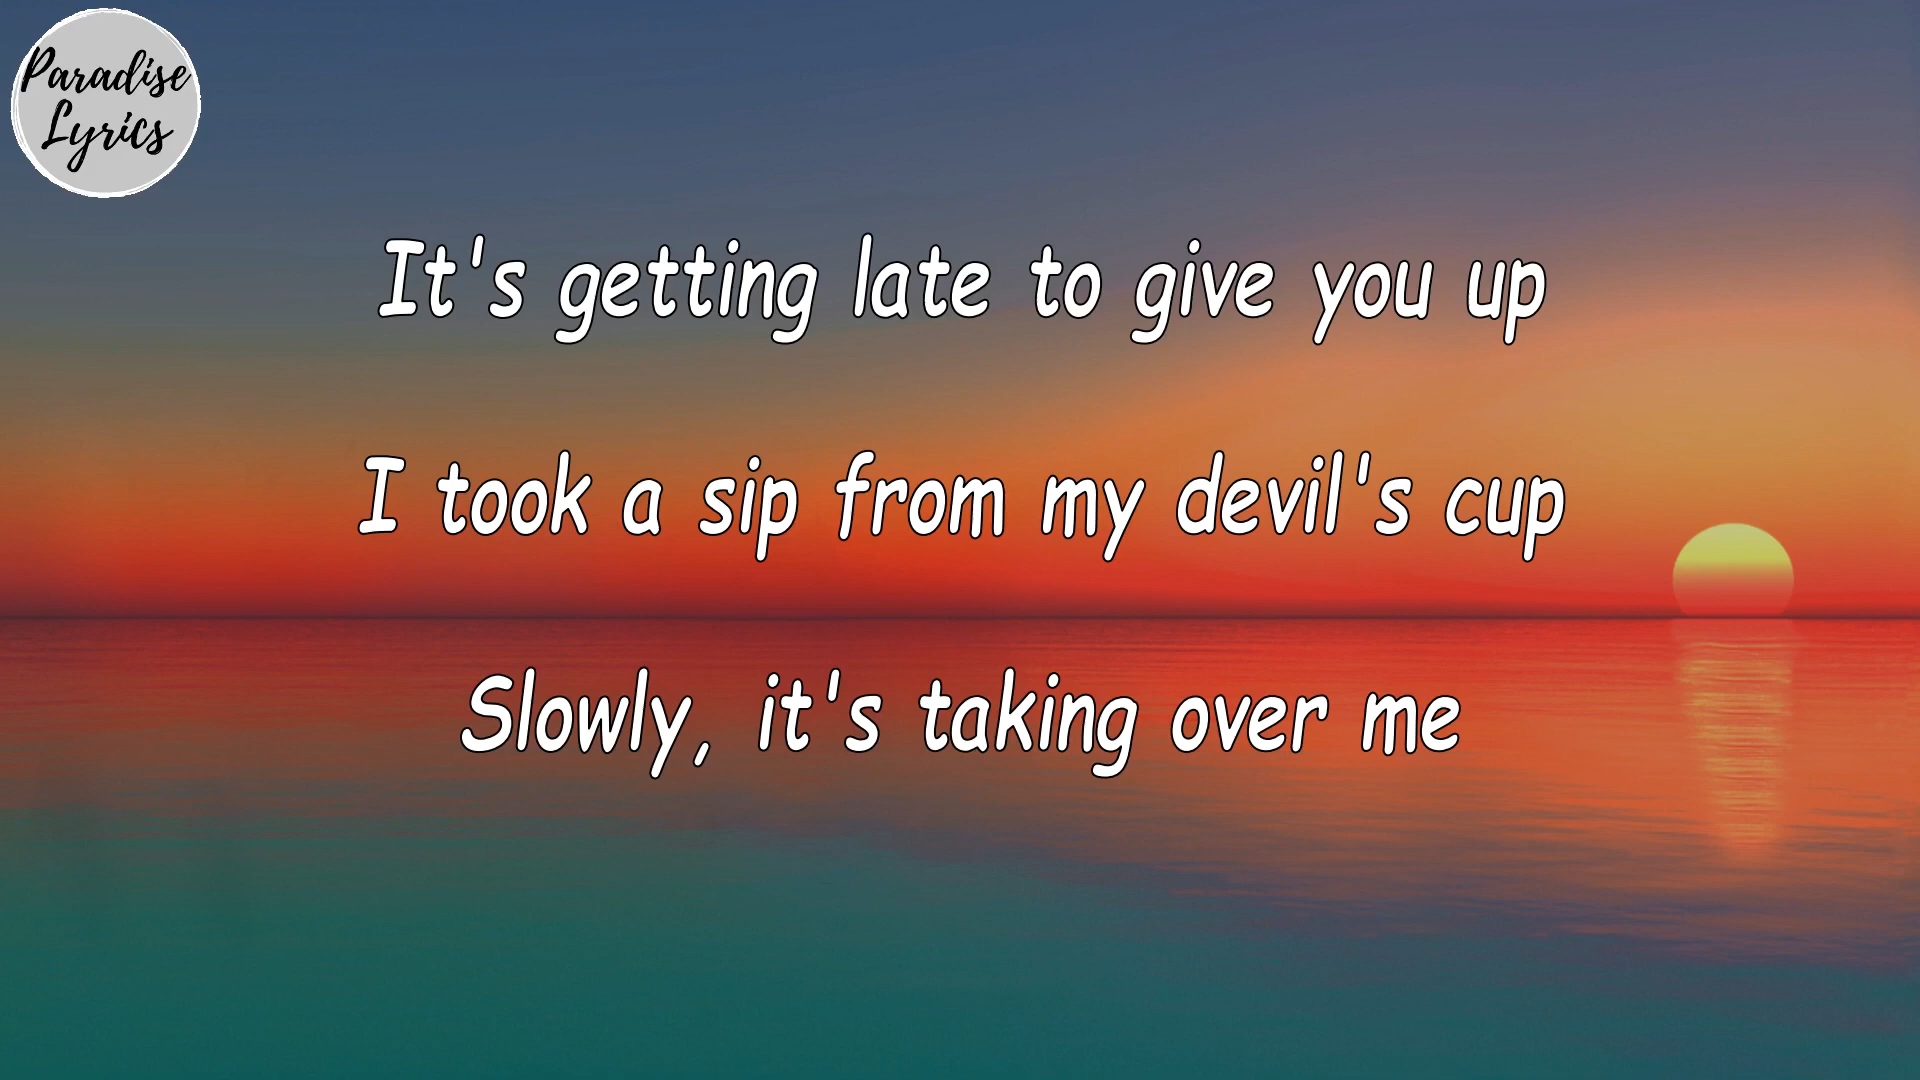 Paradise
Lyrics
It's getting late to give you up
I took a sip from my devil's cup
Slowly, it's taking over me